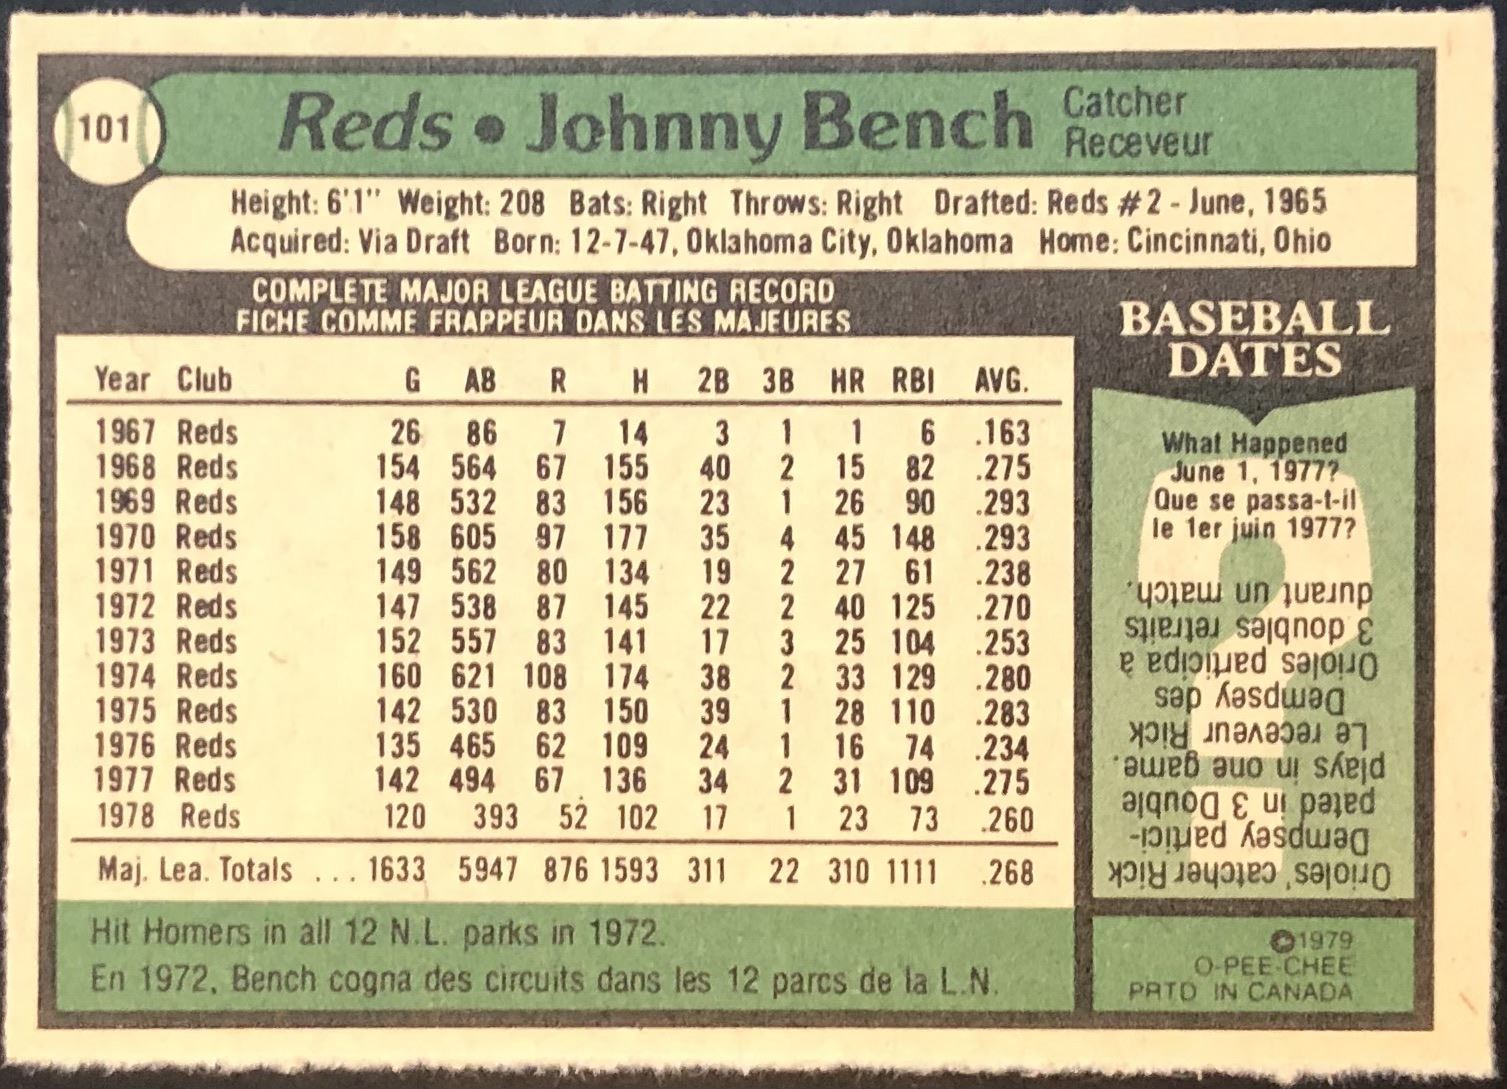 101
Reds • Johnny Bench
Catcher
Receveur
Height: 6'1" Weight: 208 Bats: Right Throws: Right Drafted: Reds #2 - June, 1965
Acquired: Via Draft Born: 12-7-47, Oklahoma City, Oklahoma Home: Cincinnati, Ohio
COMPLETE MAJOR LEAGUE BATTING RECORD
FICHE COMME FRAPPEUR DANS LES MAJEURES
Year Club G AB R H 2B 3B HR RBI AVG.
1967 Reds 26 86 7 14 3 1 1 6 .163
1968 Reds 154 564 67 155 40 2 15 82 .275
1969 Reds 148 532 83 156 23 1 26 90 .293
1970 Reds 158 605 97 177 35 4 45 148 .293
1971 Reds 149 562 80 134 19 2 27 61 .238
1972 Reds 147 538 87 145 22 2 40 125 .270
1973 Reds 152 557 83 141 17 3 25 104 .253
1974 Reds 160 621 108 174 38 2 33 129 .280
1975 Reds 142 530 83 150 39 1 28 110 .283
1976 Reds 135 465 62 109 24 1 16 74 .234
1977 Reds 142 494 67 136 34 2 31 109 .275
1978 Reds 120 393 52 102 17 1 23 73 .260
Maj. Lea. Totals ... 1633 5947 876 1593 311 22 310 1111 .268
Hit Homers in all 12 N.L. parks in 1972.
En 1972, Bench cogna des circuits dans les 12 parcs de la L.N.
BASEBALL
DATES
What Happened
June 1, 1977?
Que se passa-t-il
le 1er juin 1977?
Orioles' catcher Rick
Dempsey partici-
pated in 3 Double
plays in one game.
Le receveur Rick
Dempsey des
Orioles participa à
3 doubles retraits
durant un match.
©1979
O-PEE-CHEE
PRTD IN CANADA